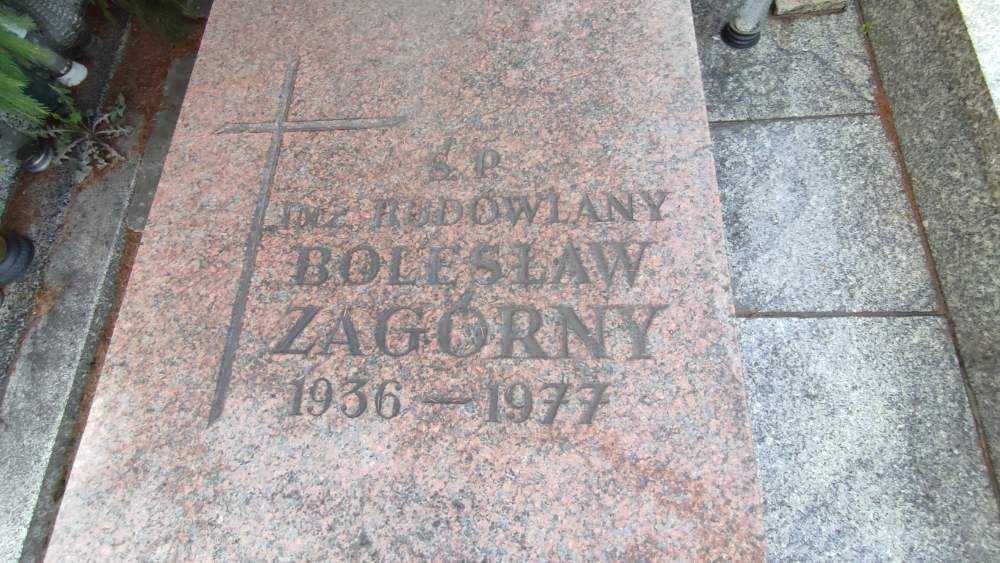 Ś.P.
INŻ. BUDOWLANY
BOLESŁAW
ZAGÓRNY
1936 – 1977